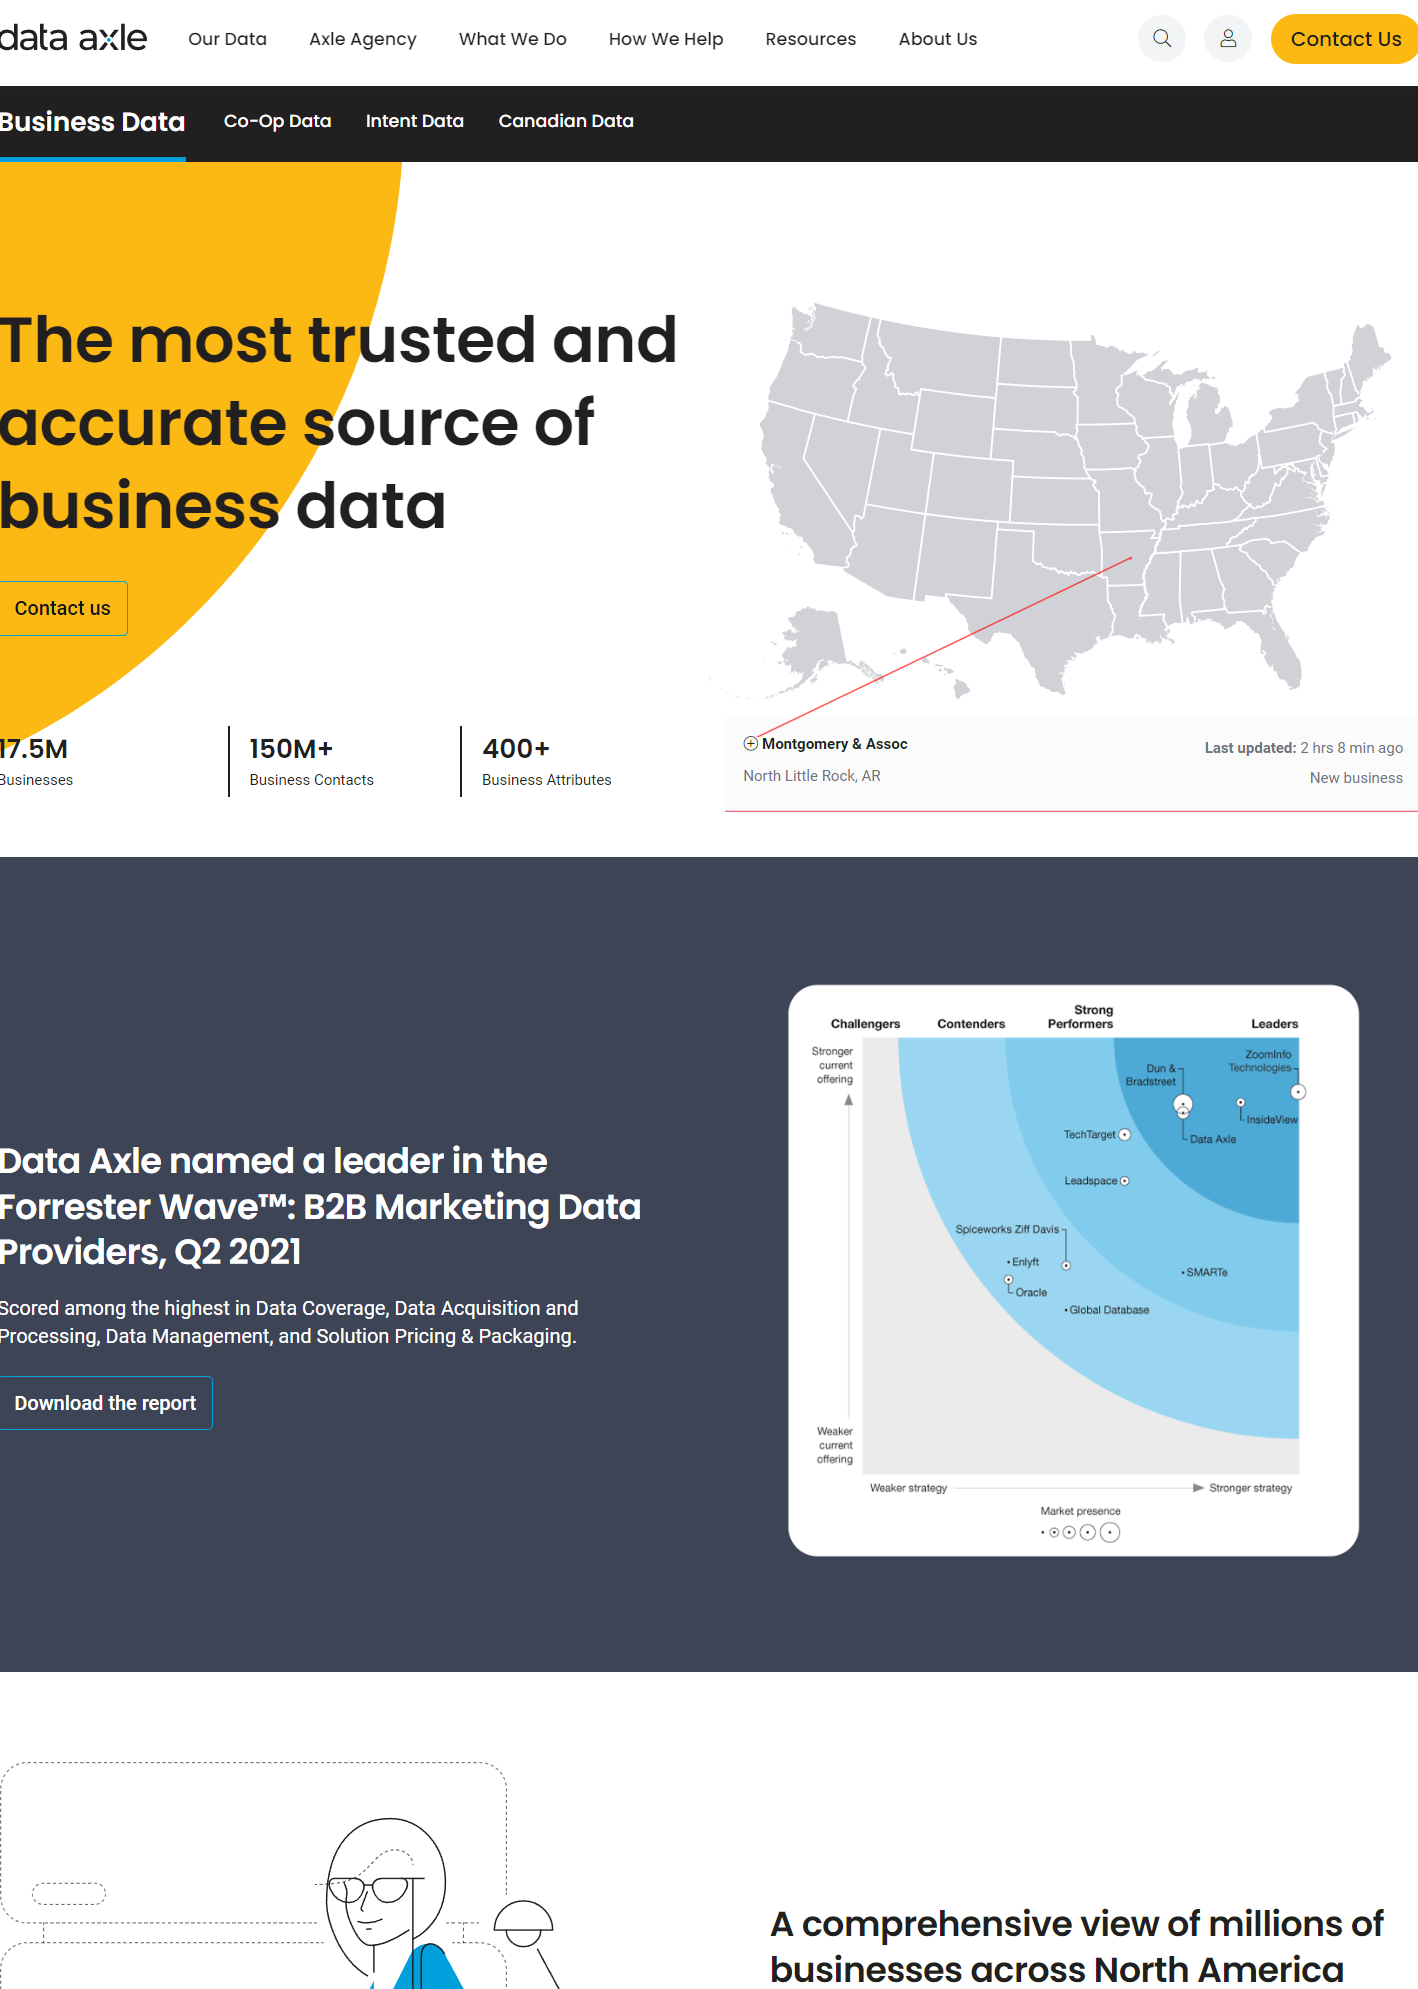 data axle
Our Data
Axle Agency
What We Do
How We Help
Resources
About Us
Contact Us
Business Data
Co-Op Data
Intent Data
Canadian Data
The most trusted and
accurate source of
business data
Contact us
17.5M
Businesses
150M+
Business Contacts
400+
Business Attributes
Montgomery & Assoc
North Little Rock, AR
Last updated: 2 hrs 8 min ago
New business
Data Axle named a leader in the
Forrester Wave™: B2B Marketing Data
Providers, Q2 2021
Scored among the highest in Data Coverage, Data Acquisition and
Processing, Data Management, and Solution Pricing & Packaging.
Download the report
Challengers
Contenders
Strong
Performers
Leaders
Stronger
current
offering
ZoomInfo
Technologies
Dun &
Bradstreet
InsideView
Data Axle
TechTarget
Leadspace
Spiceworks Ziff Davis
Enlyft
Oracle
SMARTe
Global Database
Weaker
current
offering
Weaker strategy
Stronger strategy
Market presence
A comprehensive view of millions of
businesses across North America